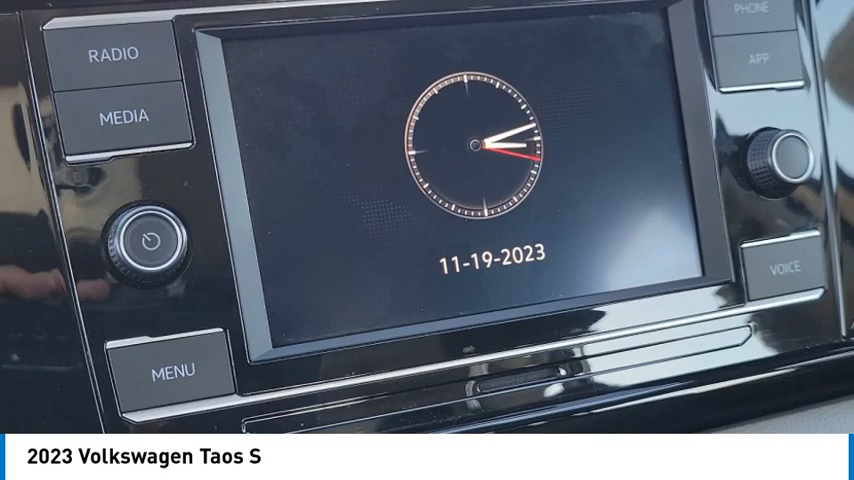 RADIO
MEDIA
PHONE
APP
11-19-2023
VOICE
MENU
2023 Volkswagen Taos S